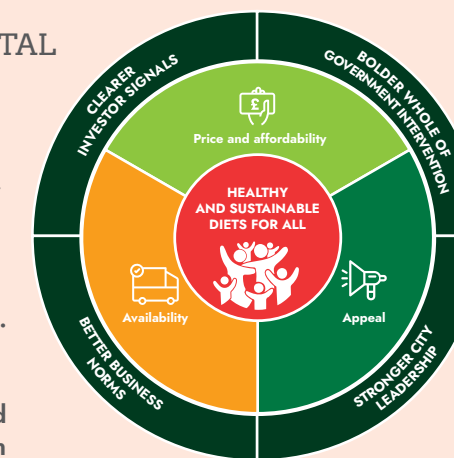 TAL
CLEARER
INVESTOR SIGNALS
BOLDER WHOLE OF
GOVERNMENT INTERVENTION
£
Price and affordability
HEALTHY
AND SUSTAINABLE
DIETS FOR ALL
Availability
Appeal
BETTER BUSINESS
NORMS
STRONGER CITY
LEADERSHIP